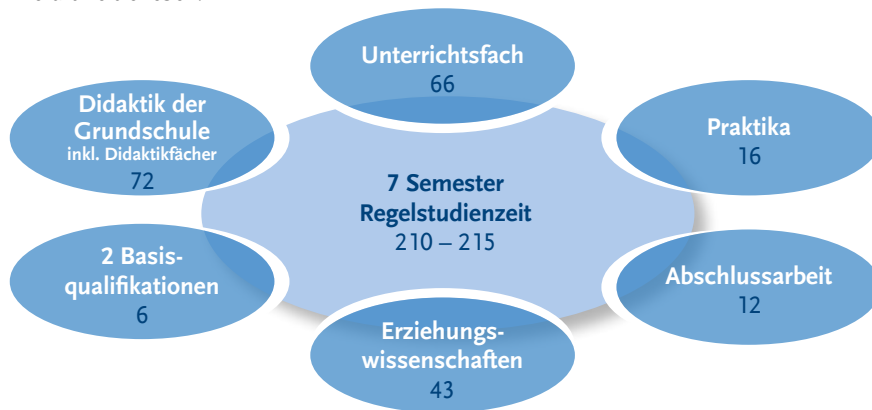 Unterrichtsfach
66
Didaktik der
Grundschule
inkl. Didaktikfächer
72
Praktika
16
7 Semester
Regelstudienzeit
210 – 215
2 Basis-
qualifikationen
6
Abschlussarbeit
12
Erziehungs-
wissenschaften
43